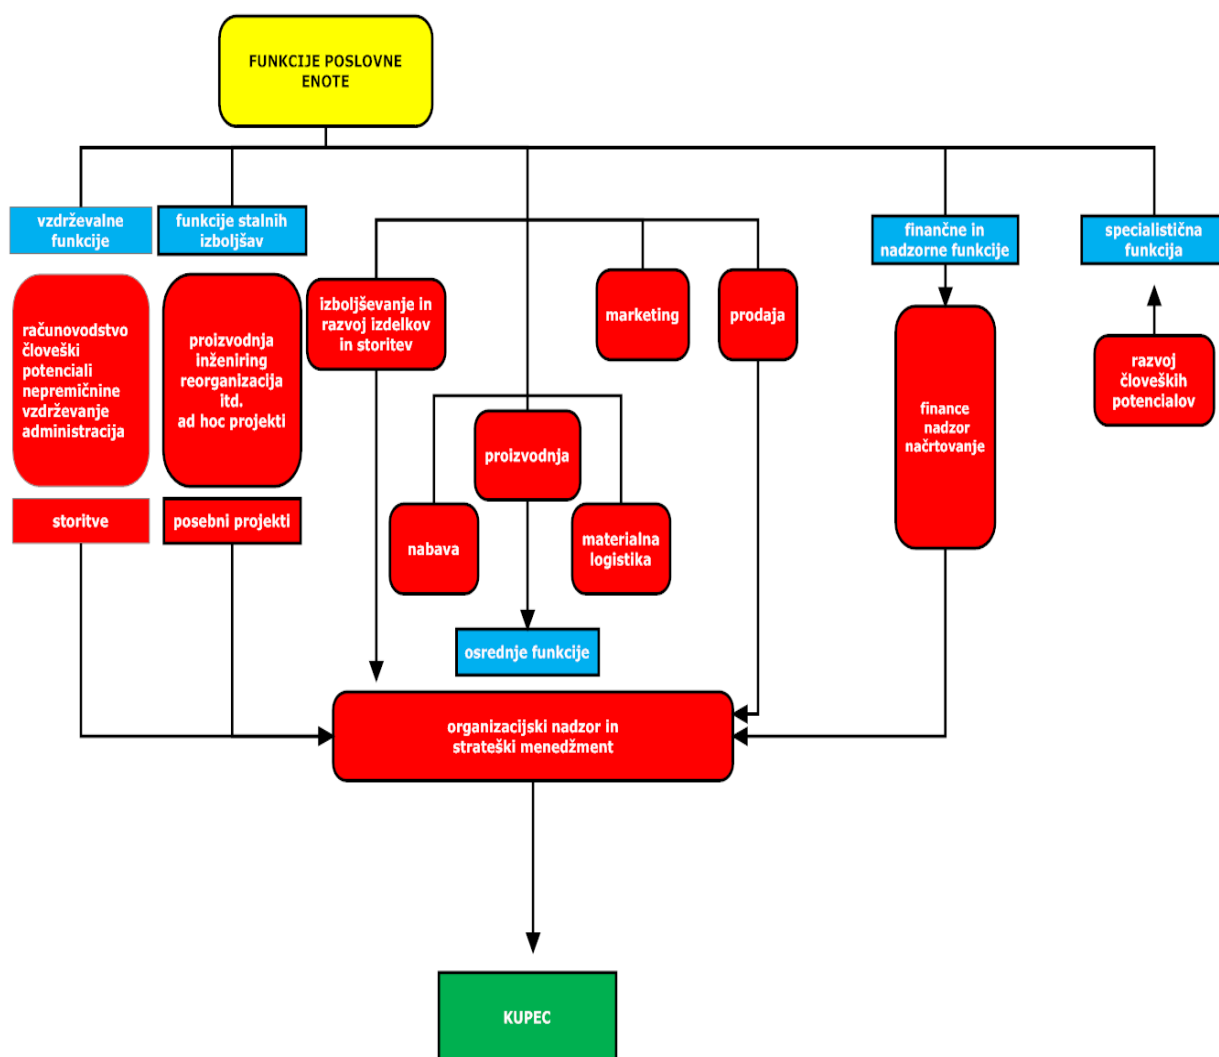 FUNKCIJE POSLOVNE
ENOTE
vzdrževalne
funkcije
funkcije stalnih
izboljšav
finančne in
nadzorne funkcije
specialistična
funkcija
računovodstvo
človeški
potenciali
nepremičnine
vzdrževanje
administracija
proizvodnja
inženiring
reorganizacija
itd.
ad hoc projekti
izboljševanje in
razvoj izdelkov
in storitev
marketing
prodaja
razvoj
človeških
potencialov
finance
nadzor
načrtovanje
proizvodnja
storitve
posebni projekti
nabava
materialna
logistika
osrednje funkcije
organizacijski nadzor in
strateški menedžment
KUPEC